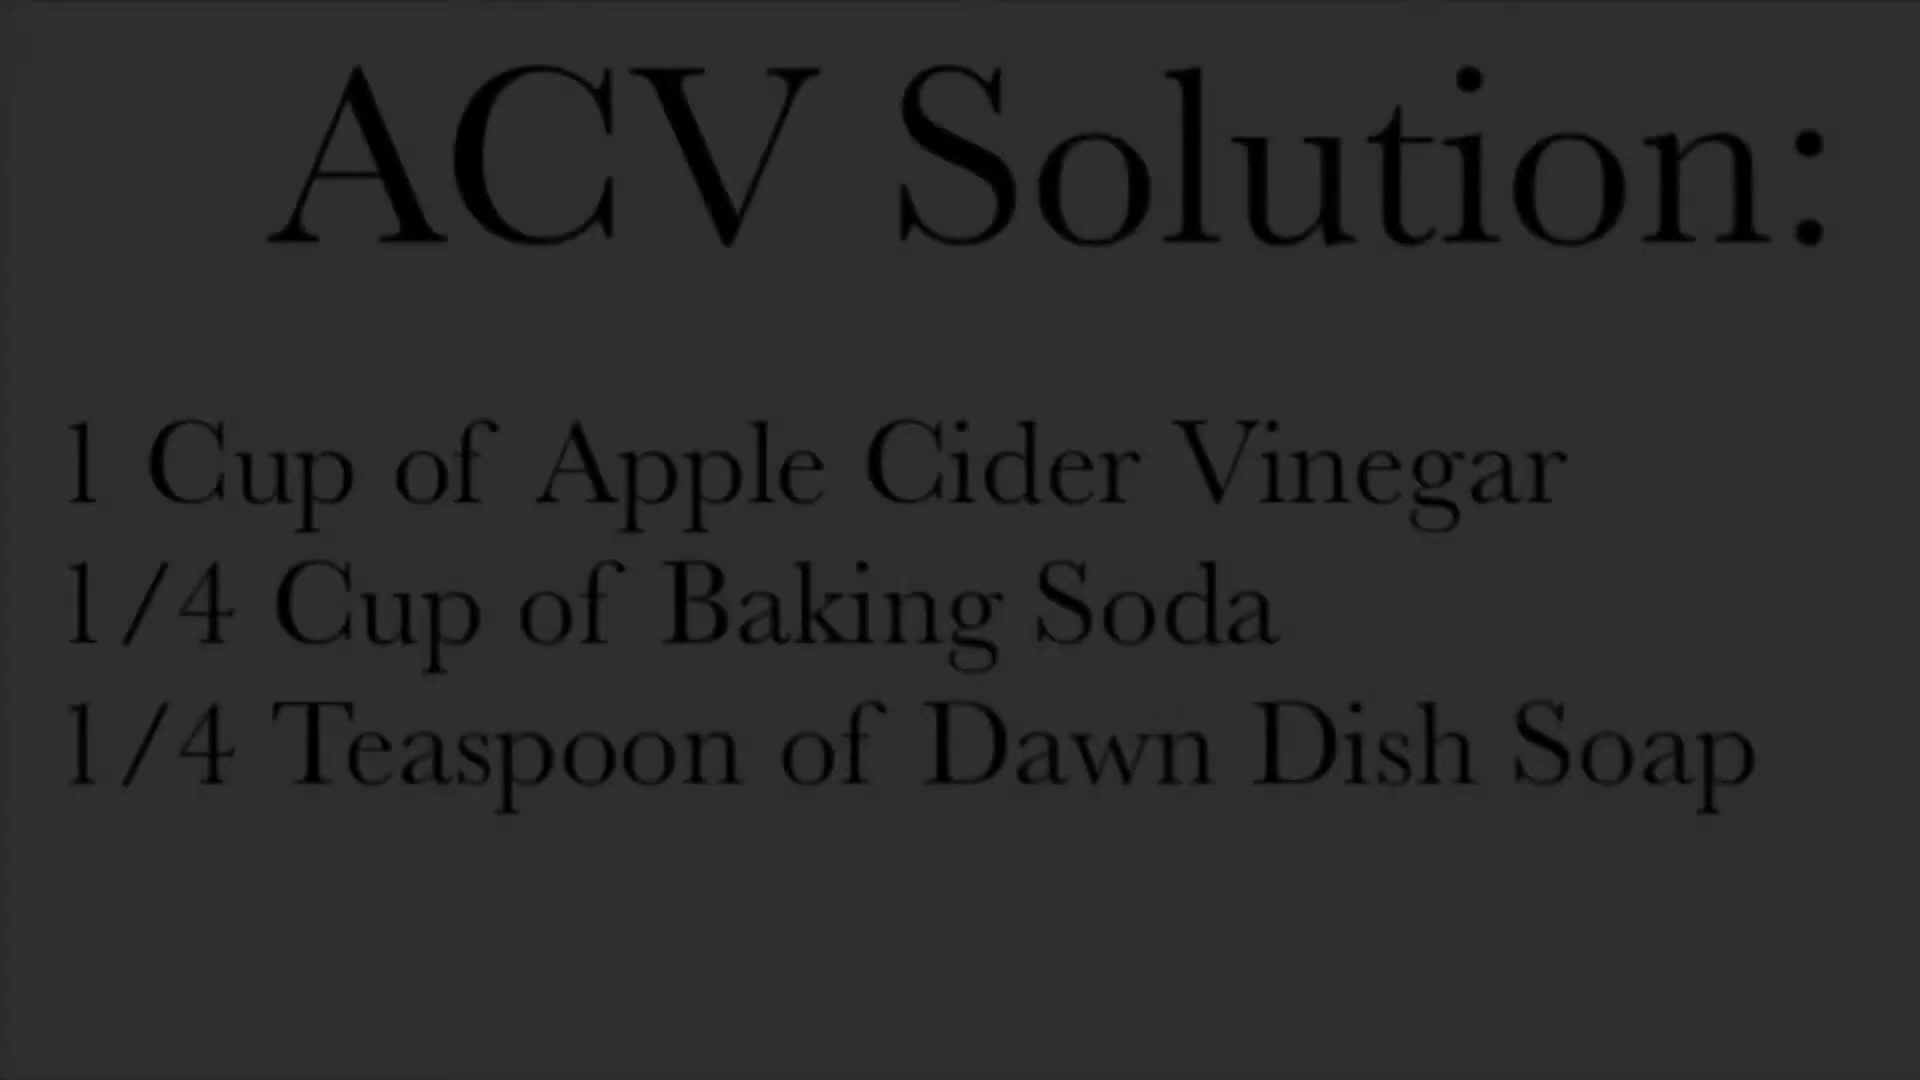 ACV Solution:
1 Cup of Apple Cider Vinegar
1/4 Cup of Baking Soda
1/4 Teaspoon of Dawn Dish Soap